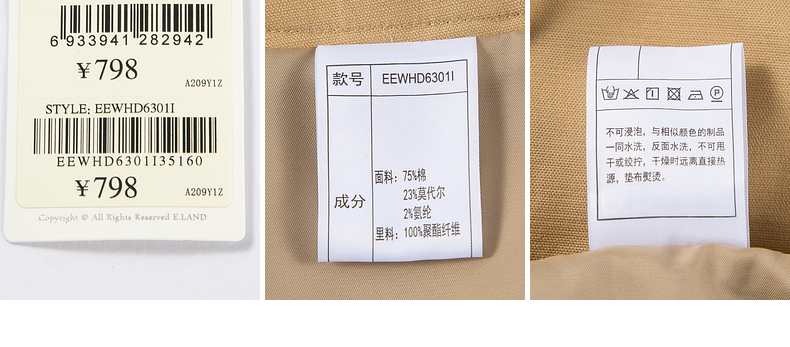 6 933941 282942
¥798
A209Y1Z
STYLE; EEWHD6301I
EEWHD6301I35160
¥798
A209Y1Z
Copyright © All Rights Reserved E.LAND
款号 EEWHD6301I
成分
面料: 75%棉
23%莫代尔
2%氨纶
里料: 100%聚酯纤维
不可浸泡，与相似颜色的制品
一同水洗，反面水洗，不可甩
干或绞拧，干燥时远离直接热
源，垫布熨烫。